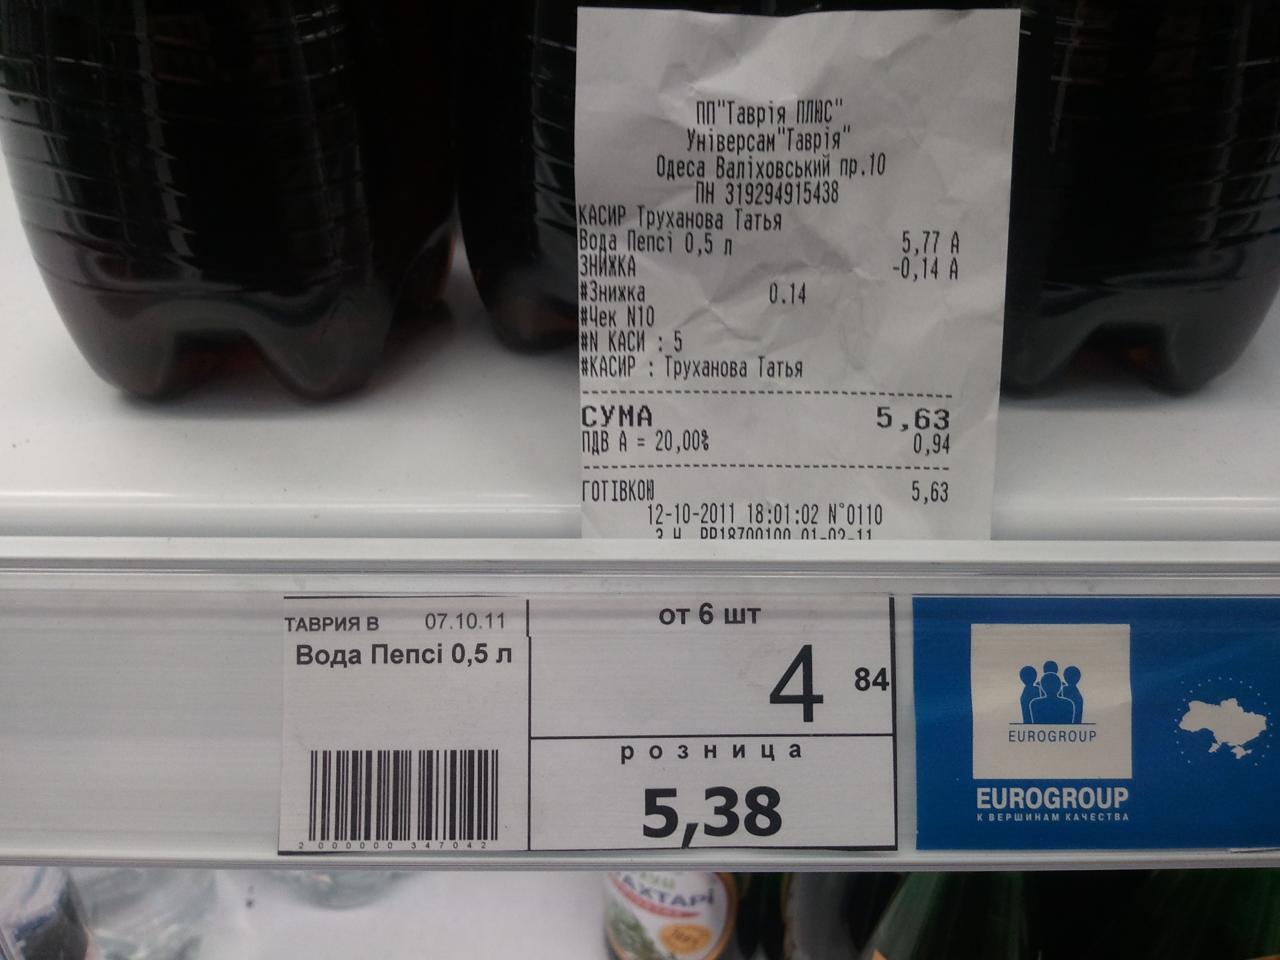 ПП"Таврія ПЛЮС"
Універсам"Таврія"
Одеса Валіховський пр.10
ПН 319294915438
КАСИР Труханова Татья
Вода Пепсі 0,5 л 5,77 А
ЗНИЖКА -0,14 А
#Знижка 0.14
#Чек N10
#N КАСИ : 5
#КАСИР : Труханова Татья
СУМА 5,63
ПДВ А = 20,00% 0,94
ГОТІВКОЮ 5,63
12-10-2011 18:01:02 N°0110
ТАВРИЯ В 07.10.11
Вода Пепсі 0,5 л
2 000000 347042
от 6 шт
4 84
розница
5,38
EUROGROUP
EUROGROUP
К ВЕРШИНАМ КАЧЕСТВА